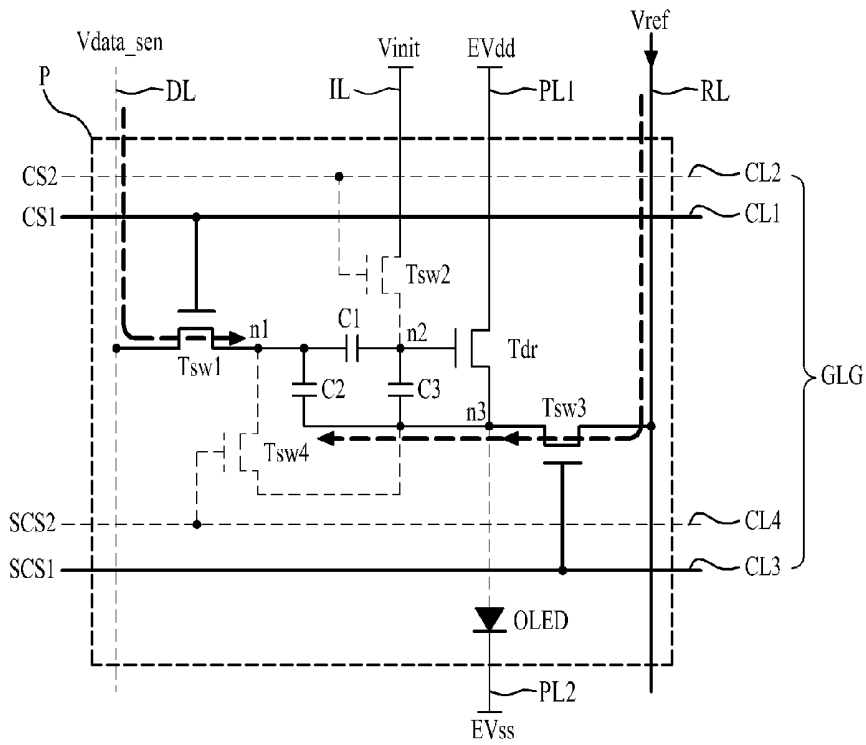 Vref
Vdata_sen
Vinit
EVdd
P
DL
IL
PL1
RL
CS2
CL2
CS1
CL1
Tsw2
n1
C1
n2
Tsw1
Tdr
GLG
C2
C3
n3
Tsw3
Tsw4
SCS2
CL4
SCS1
CL3
OLED
PL2
EVss